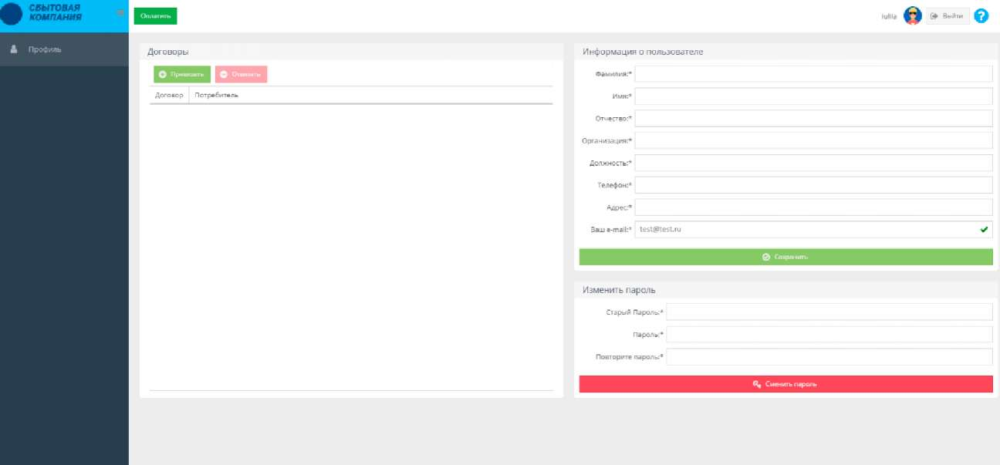 СБЫТОВАЯ
КОМПАНИЯ
Оплатить
iuliia
Выйти
?
Профиль
Договоры
Привязать
Отвязать
Договор
Потребитель
Информация о пользователе
Фамилия:*
Имя:*
Отчество:*
Организация:*
Должность:*
Телефон:*
Адрес:*
Ваш e-mail:* test@test.ru
Сохранить
Изменить пароль
Старый Пароль:*
Пароль:*
Повторите пароль:*
Сменить пароль